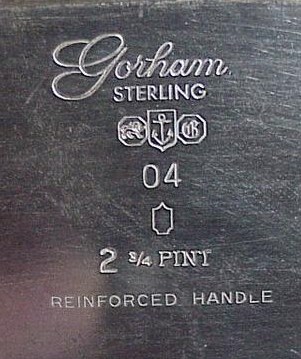 Gorham
STERLING
04
2 3/4 PINT
REINFORCED HANDLE